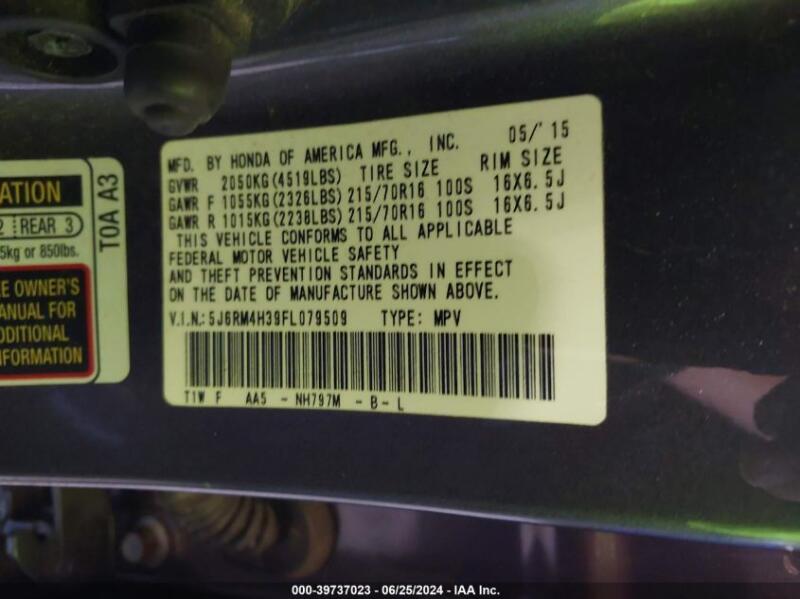 MFD. BY HONDA OF AMERICA MFG., INC. 05/'15
GVWR 2050KG(4519LBS) TIRE SIZE RIM SIZE
GAWR F 1055KG(2326LBS) 215/70R16 100S 16X6.5J
GAWR R 1015KG(2238LBS) 215/70R16 100S 16X6.5J
THIS VEHICLE CONFORMS TO ALL APPLICABLE
FEDERAL MOTOR VEHICLE SAFETY
AND THEFT PREVENTION STANDARDS IN EFFECT
ON THE DATE OF MANUFACTURE SHOWN ABOVE.
V.I.N.: 5J6RM4H39FL079509 TYPE: MPV
T1W F AA5 - NH797M - B - L
ATION
2 REAR 3
5kg or 850lbs.
E OWNER'S
MANUAL FOR
ADDITIONAL
INFORMATION
T0A A3
000-39737023 - 06/25/2024 - IAA Inc.